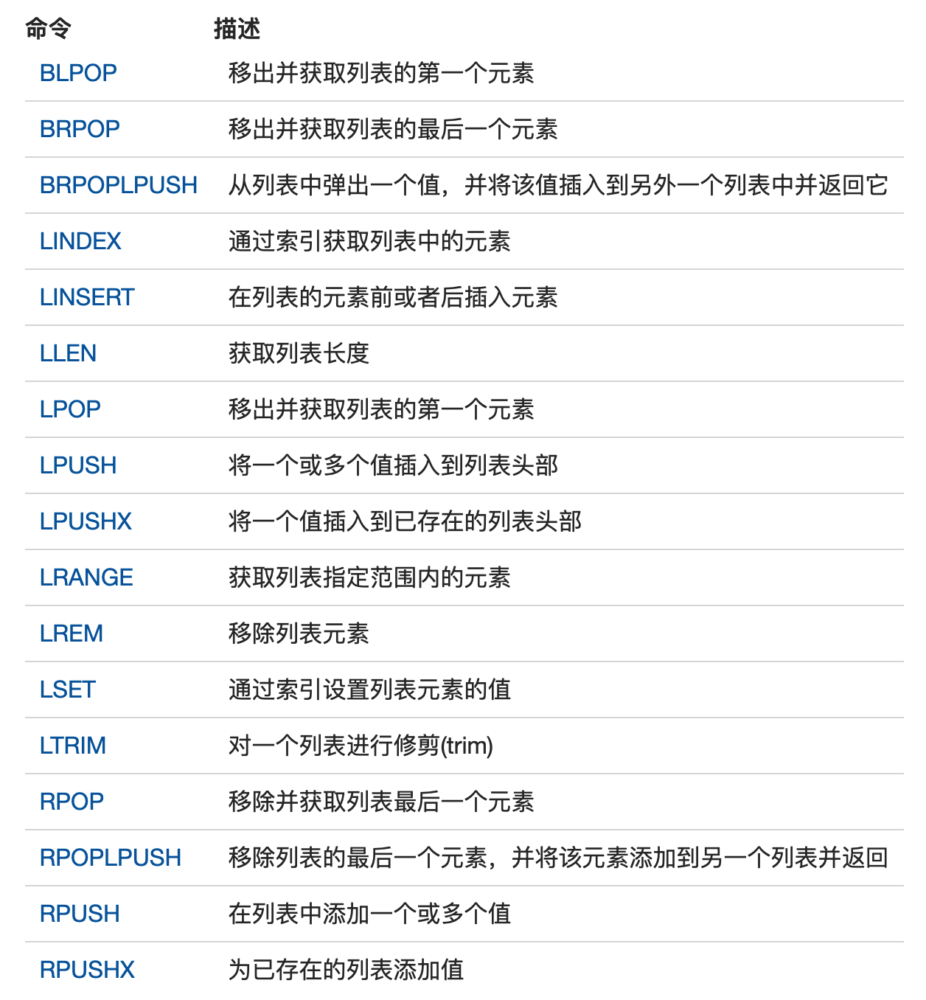 命令 描述
BLPOP 移出并获取列表的第一个元素
BRPOP 移出并获取列表的最后一个元素
BRPOPLPUSH 从列表中弹出一个值，并将该值插入到另外一个列表中并返回它
LINDEX 通过索引获取列表中的元素
LINSERT 在列表的元素前或者后插入元素
LLEN 获取列表长度
LPOP 移出并获取列表的第一个元素
LPUSH 将一个或多个值插入到列表头部
LPUSHX 将一个值插入到已存在的列表头部
LRANGE 获取列表指定范围内的元素
LREM 移除列表元素
LSET 通过索引设置列表元素的值
LTRIM 对一个列表进行修剪(trim)
RPOP 移除并获取列表最后一个元素
RPOPLPUSH 移除列表的最后一个元素，并将该元素添加到另一个列表并返回
RPUSH 在列表中添加一个或多个值
RPUSHX 为已存在的列表添加值